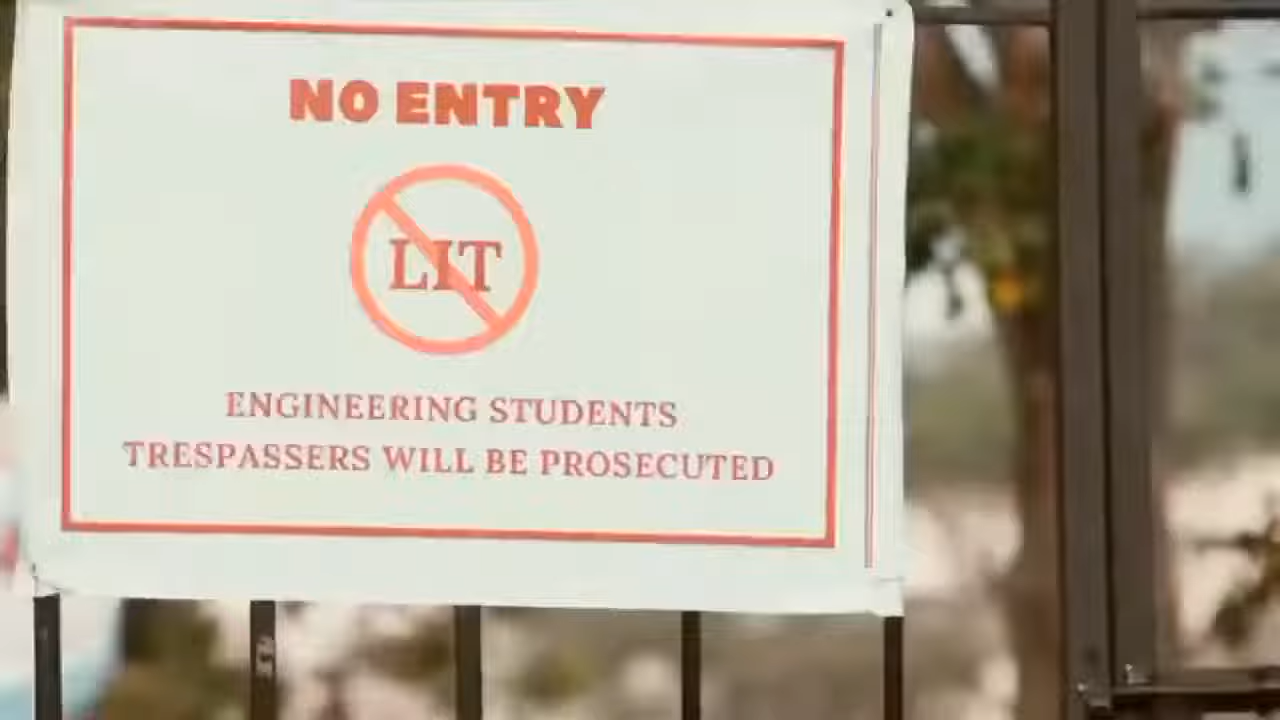 NO ENTRY
LIT
ENGINEERING STUDENTS
TRESPASSERS WILL BE PROSECUTED